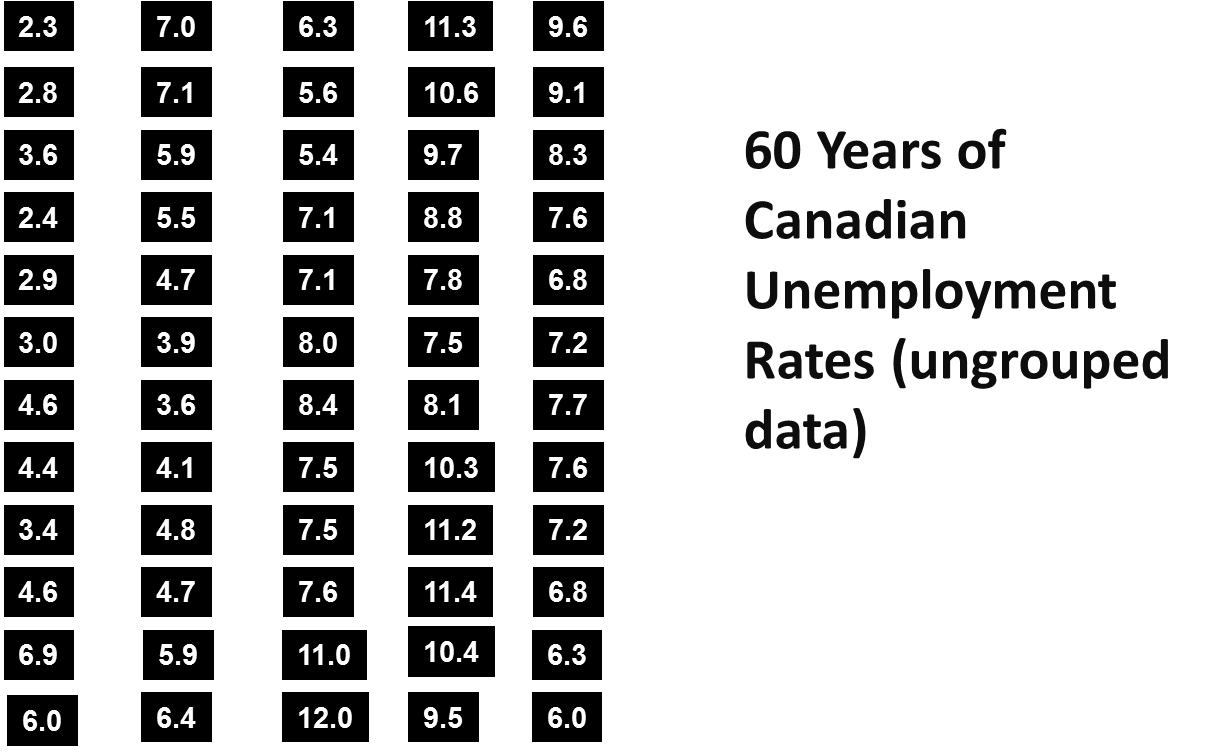 2.3 7.0 6.3 11.3 9.6
2.8 7.1 5.6 10.6 9.1
3.6 5.9 5.4 9.7 8.3
2.4 5.5 7.1 8.8 7.6
2.9 4.7 7.1 7.8 6.8
3.0 3.9 8.0 7.5 7.2
4.6 3.6 8.4 8.1 7.7
4.4 4.1 7.5 10.3 7.6
3.4 4.8 7.5 11.2 7.2
4.6 4.7 7.6 11.4 6.8
6.9 5.9 11.0 10.4 6.3
6.0 6.4 12.0 9.5 6.0
60 Years of
Canadian
Unemployment
Rates (ungrouped
data)